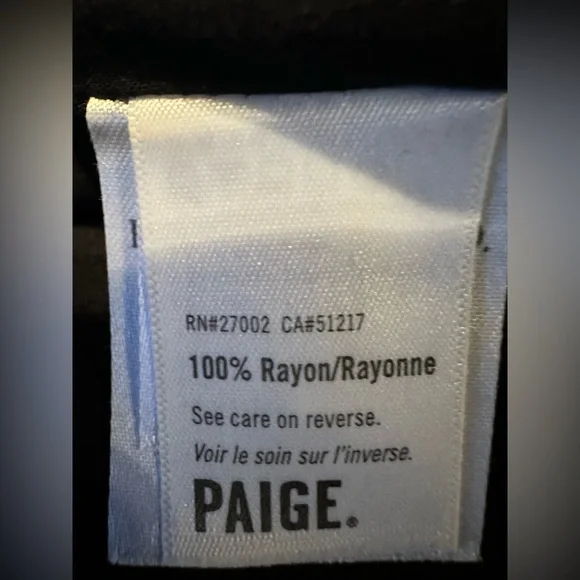 RN#27002 CA#51217
100% Rayon/Rayonne
See care on reverse.
Voir le soin sur l'inverse.
PAIGE®